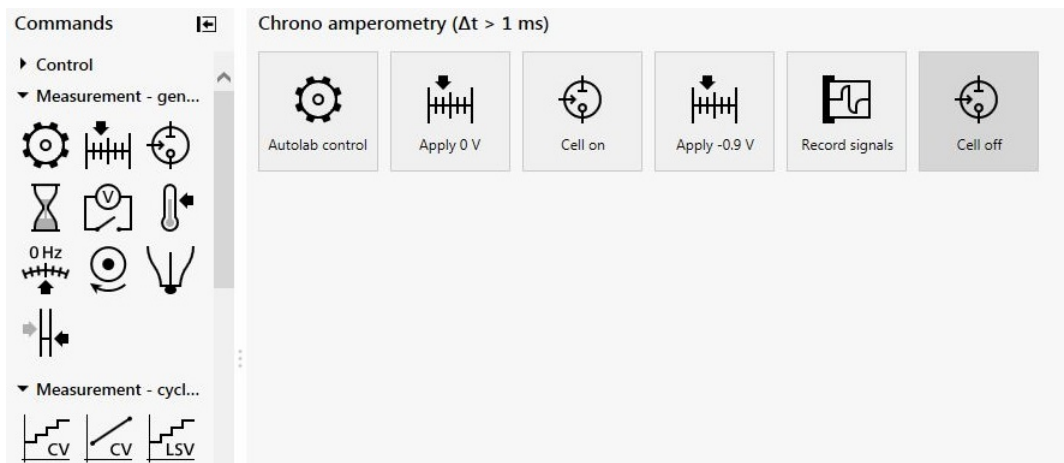 Commands
Chrono amperometry (Δt > 1 ms)
Control
Measurement - gen...
V
0 Hz
Autolab control
Apply 0 V
Cell on
Apply -0.9 V
Record signals
Cell off
Measurement - cycl...
CV
CV
LSV